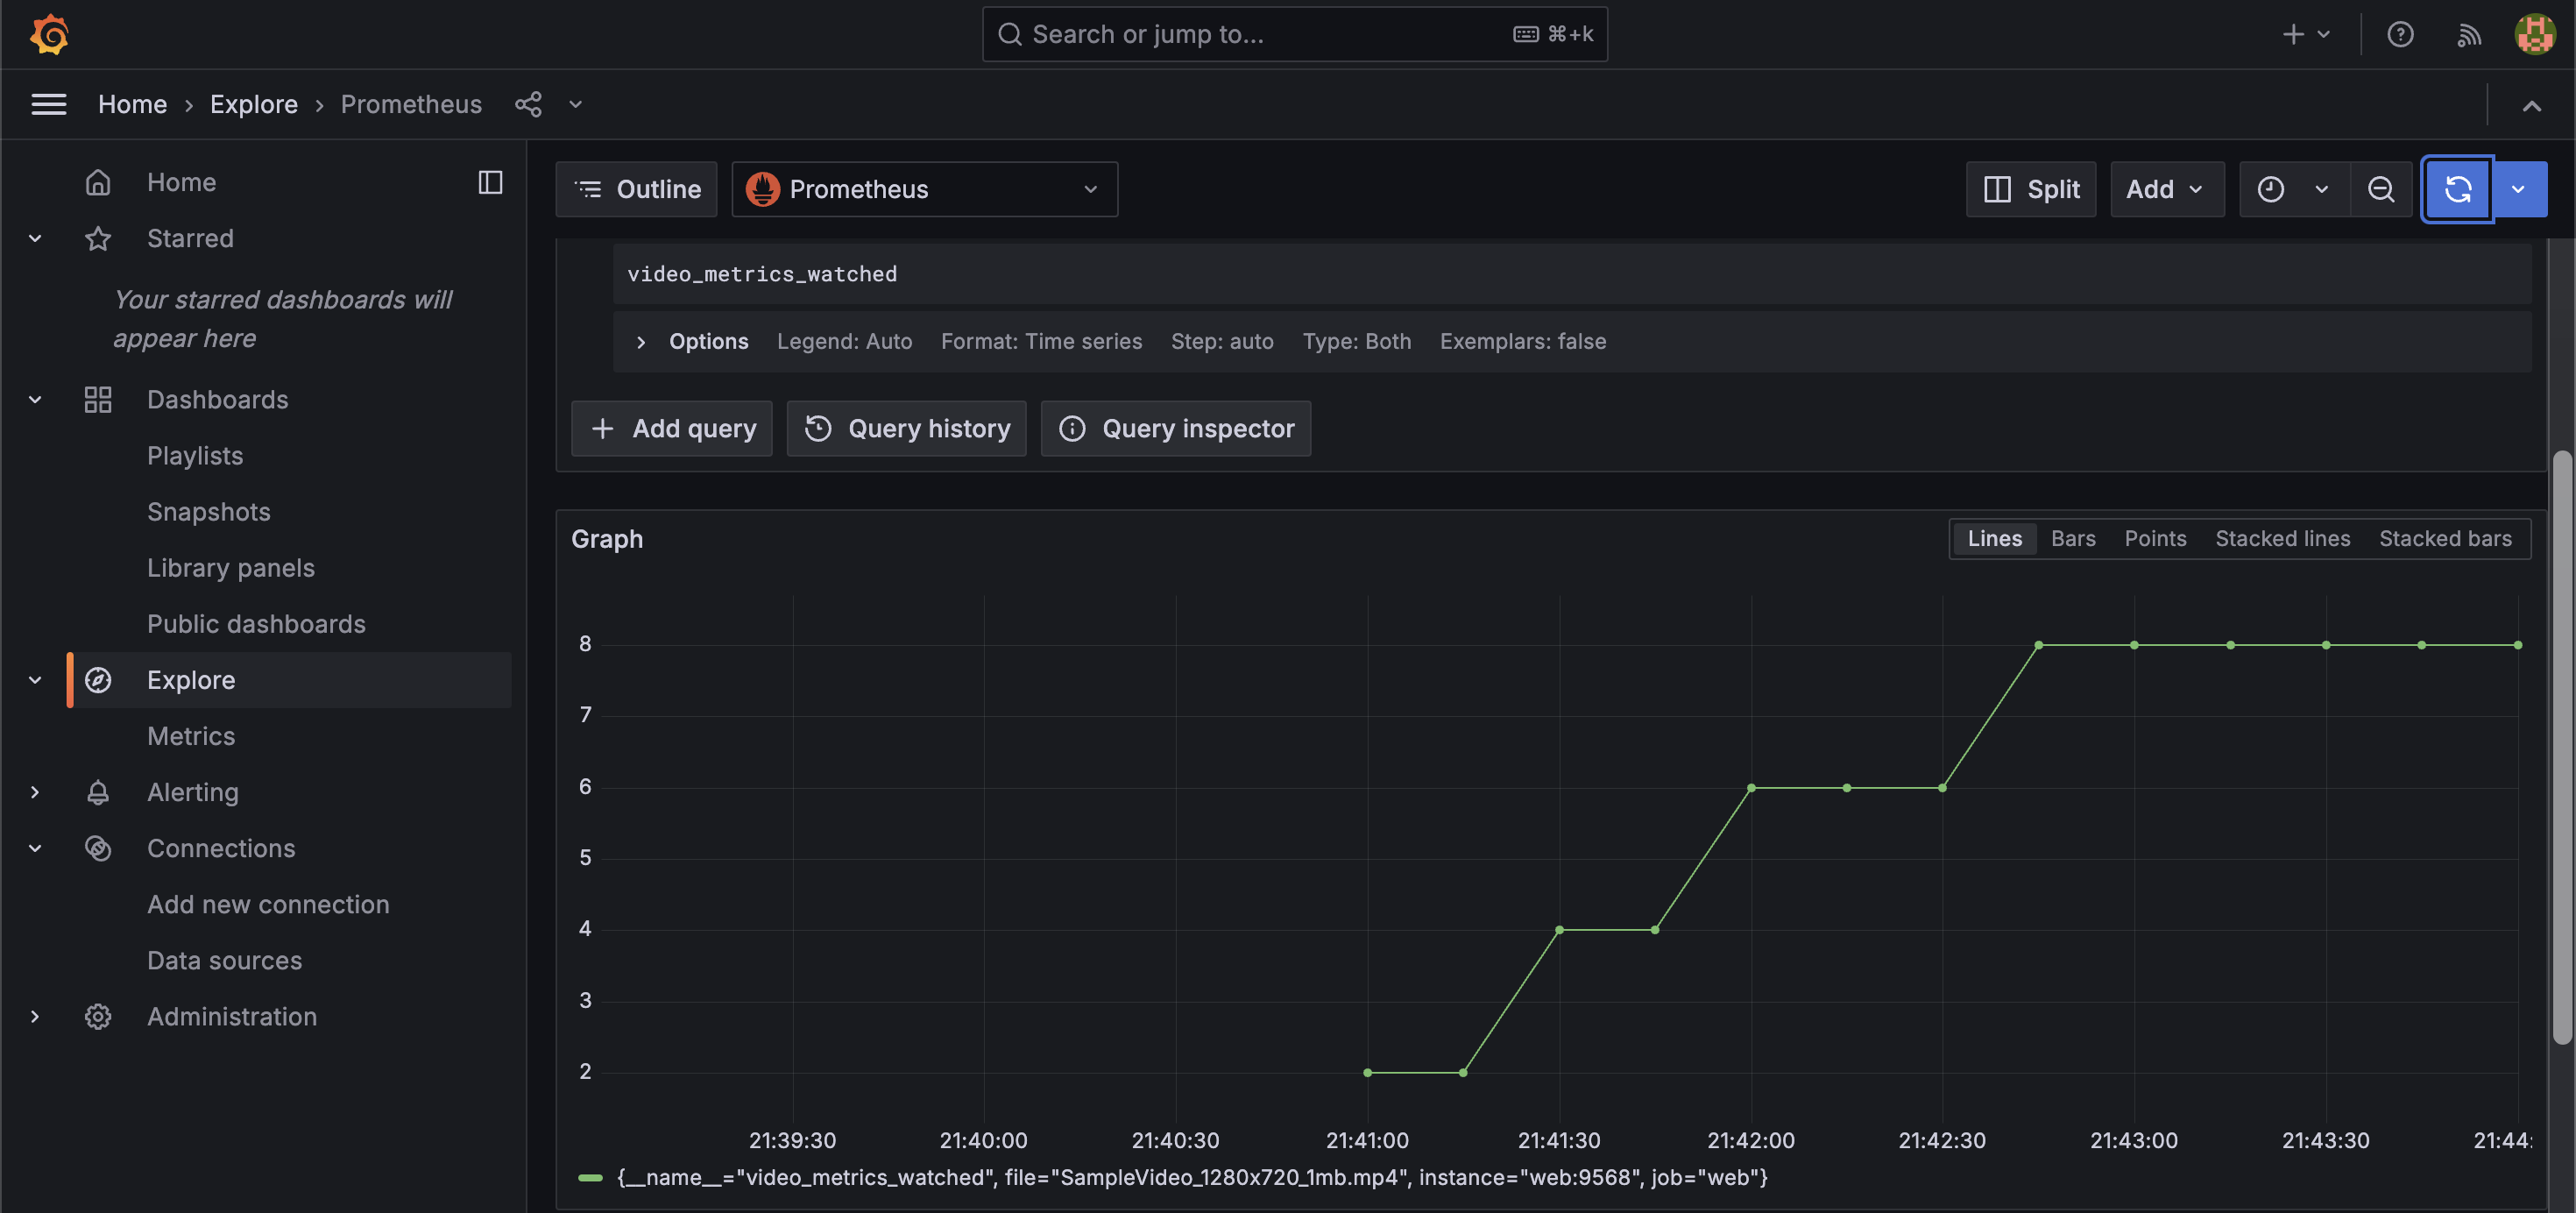 Search or jump to...
⌘+k
Home › Explore › Prometheus
Home
Starred
Your starred dashboards will
appear here
Dashboards
Playlists
Snapshots
Library panels
Public dashboards
Explore
Metrics
Alerting
Connections
Add new connection
Data sources
Administration
Outline
Prometheus
Split
Add
video_metrics_watched
Options Legend: Auto Format: Time series Step: auto Type: Both Exemplars: false
+ Add query
Query history
Query inspector
Graph
Lines Bars Points Stacked lines Stacked bars
8
7
6
5
4
3
2
21:39:30 21:40:00 21:40:30 21:41:00 21:41:30 21:42:00 21:42:30 21:43:00 21:43:30 21:44:
{__name__="video_metrics_watched", file="SampleVideo_1280x720_1mb.mp4", instance="web:9568", job="web"}